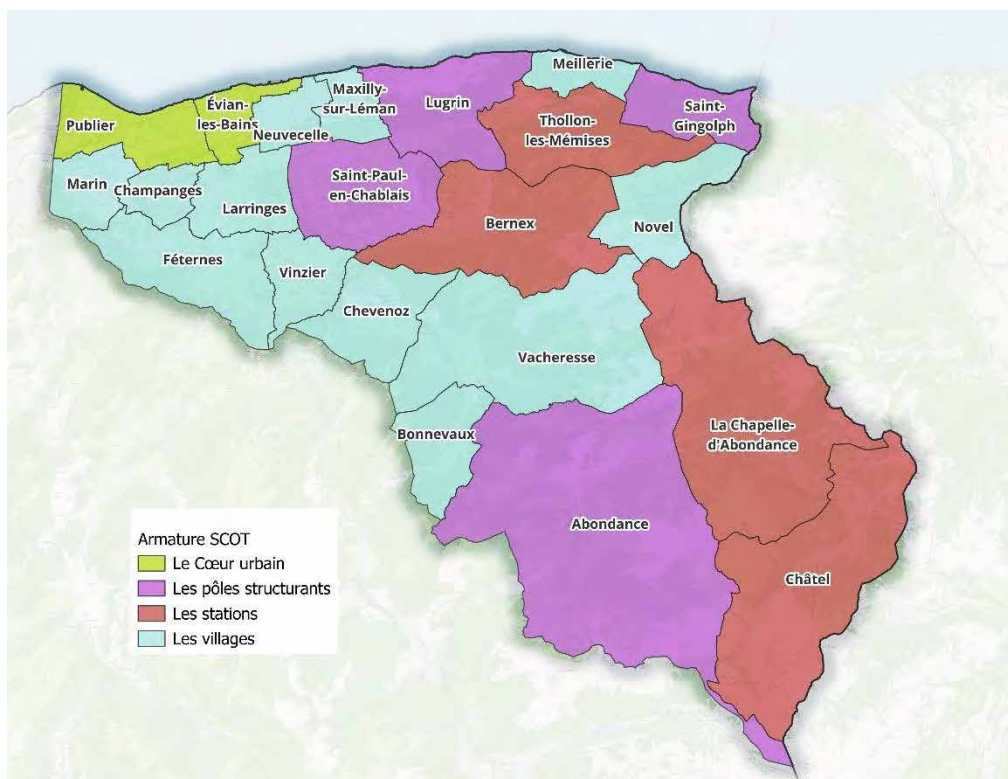 Meillerie
Maxilly-
sur-Léman
Évian-
les-Bains
Lugrin
Saint-
Gingolph
Publier
Neuvecelle
Thollon-
les-Mémises
Saint-Paul-
en-Chablais
Marin
Champanges
Larringes
Bernex
Novel
Féternes
Vinzier
Chevenoz
Vacheresse
La Chapelle-
d'Abondance
Bonnevaux
Abondance
Châtel
Armature SCOT
Le Cœur urbain
Les pôles structurants
Les stations
Les villages